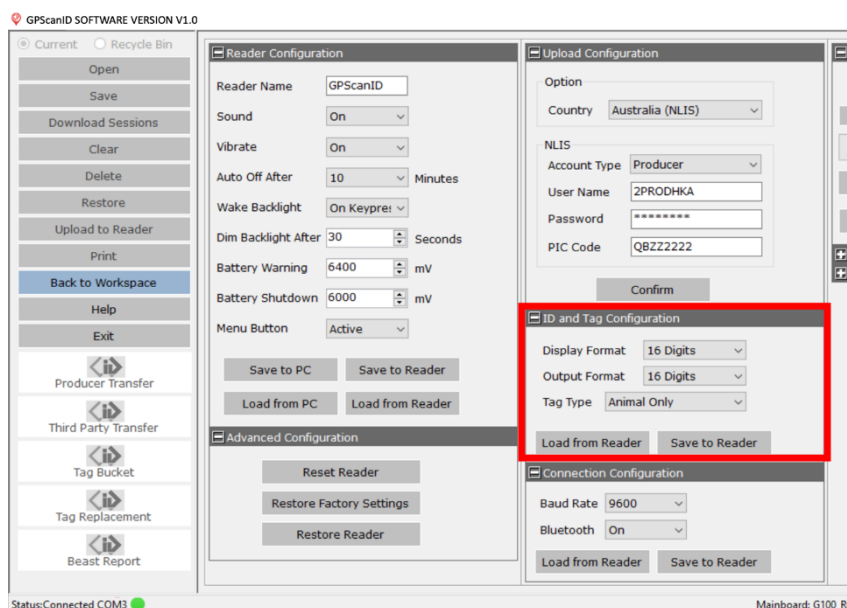 GPScanID SOFTWARE VERSION V1.0
Current Recycle Bin
Open
Save
Download Sessions
Clear
Delete
Restore
Upload to Reader
Print
Back to Workspace
Help
Exit
Producer Transfer
Third Party Transfer
Tag Bucket
Tag Replacement
Beast Report
Reader Configuration
Reader Name GPScanID
Sound On
Vibrate On
Auto Off After 10 Minutes
Wake Backlight On Keypres
Dim Backlight After 30 Seconds
Battery Warning 6400 mV
Battery Shutdown 6000 mV
Menu Button Active
Save to PC Save to Reader
Load from PC Load from Reader
Advanced Configuration
Reset Reader
Restore Factory Settings
Restore Reader
Upload Configuration
Option
Country Australia (NLIS)
NLIS
Account Type Producer
User Name 2PRODHKA
Password ********
PIC Code QBZZ2222
Confirm
ID and Tag Configuration
Display Format 16 Digits
Output Format 16 Digits
Tag Type Animal Only
Load from Reader Save to Reader
Connection Configuration
Baud Rate 9600
Bluetooth On
Load from Reader Save to Reader
Status:Connected COM3
Mainboard: G100_R